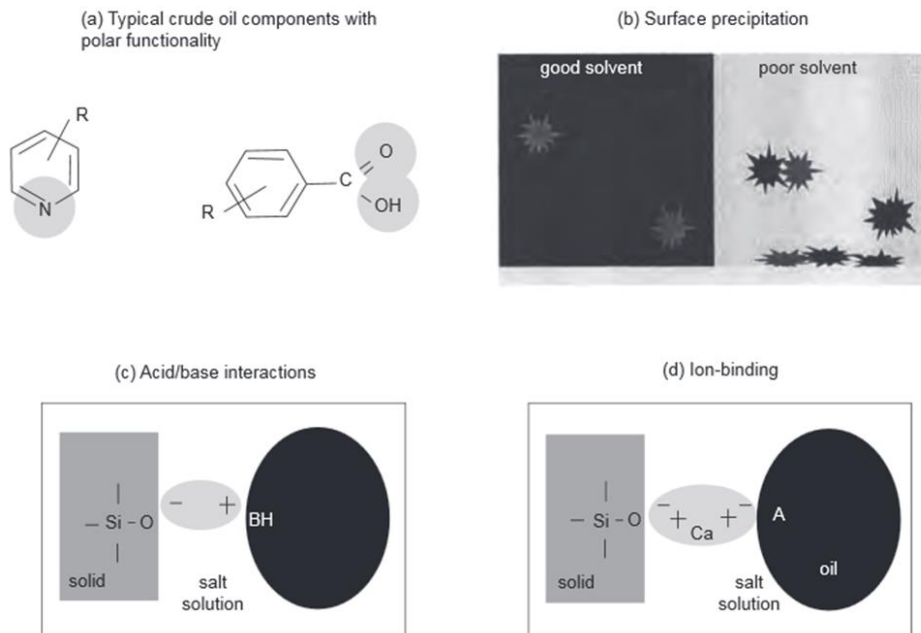 (a) Typical crude oil components with
polar functionality
R
N
R
C
O
OH
(b) Surface precipitation
good solvent
poor solvent
(c) Acid/base interactions
– Si – O
– +
BH
solid
salt
solution
(d) Ion-binding
– Si – O
– + Ca + –
A
oil
solid
salt
solution